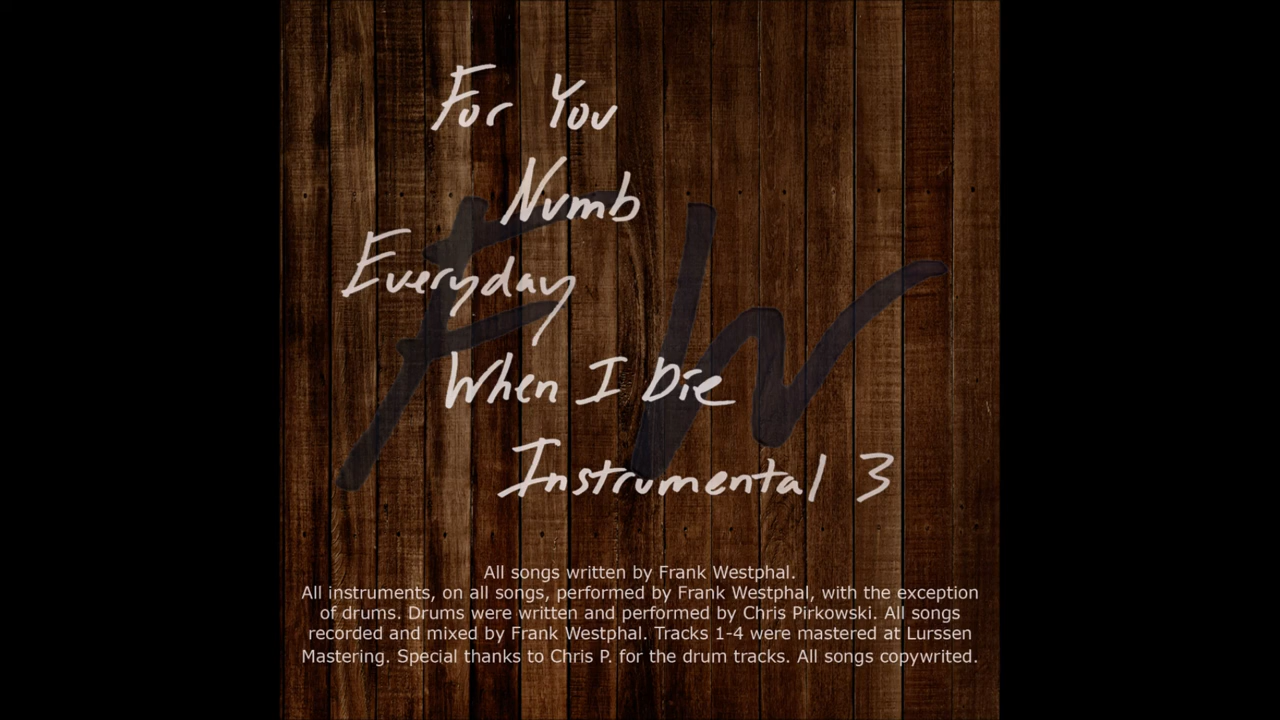 For You
Numb
Everyday
When I Die
Instrumental 3
FW
All songs written by Frank Westphal.
All instruments, on all songs, performed by Frank Westphal, with the exception
of drums. Drums were written and performed by Chris Pirkowski. All songs
recorded and mixed by Frank Westphal. Tracks 1-4 were mastered at Lurssen
Mastering. Special thanks to Chris P. for the drum tracks. All songs copywrited.